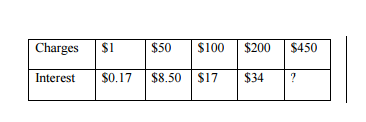 Charges $1 $50 $100 $200 $450
Interest $0.17 $8.50 $17 $34 ?